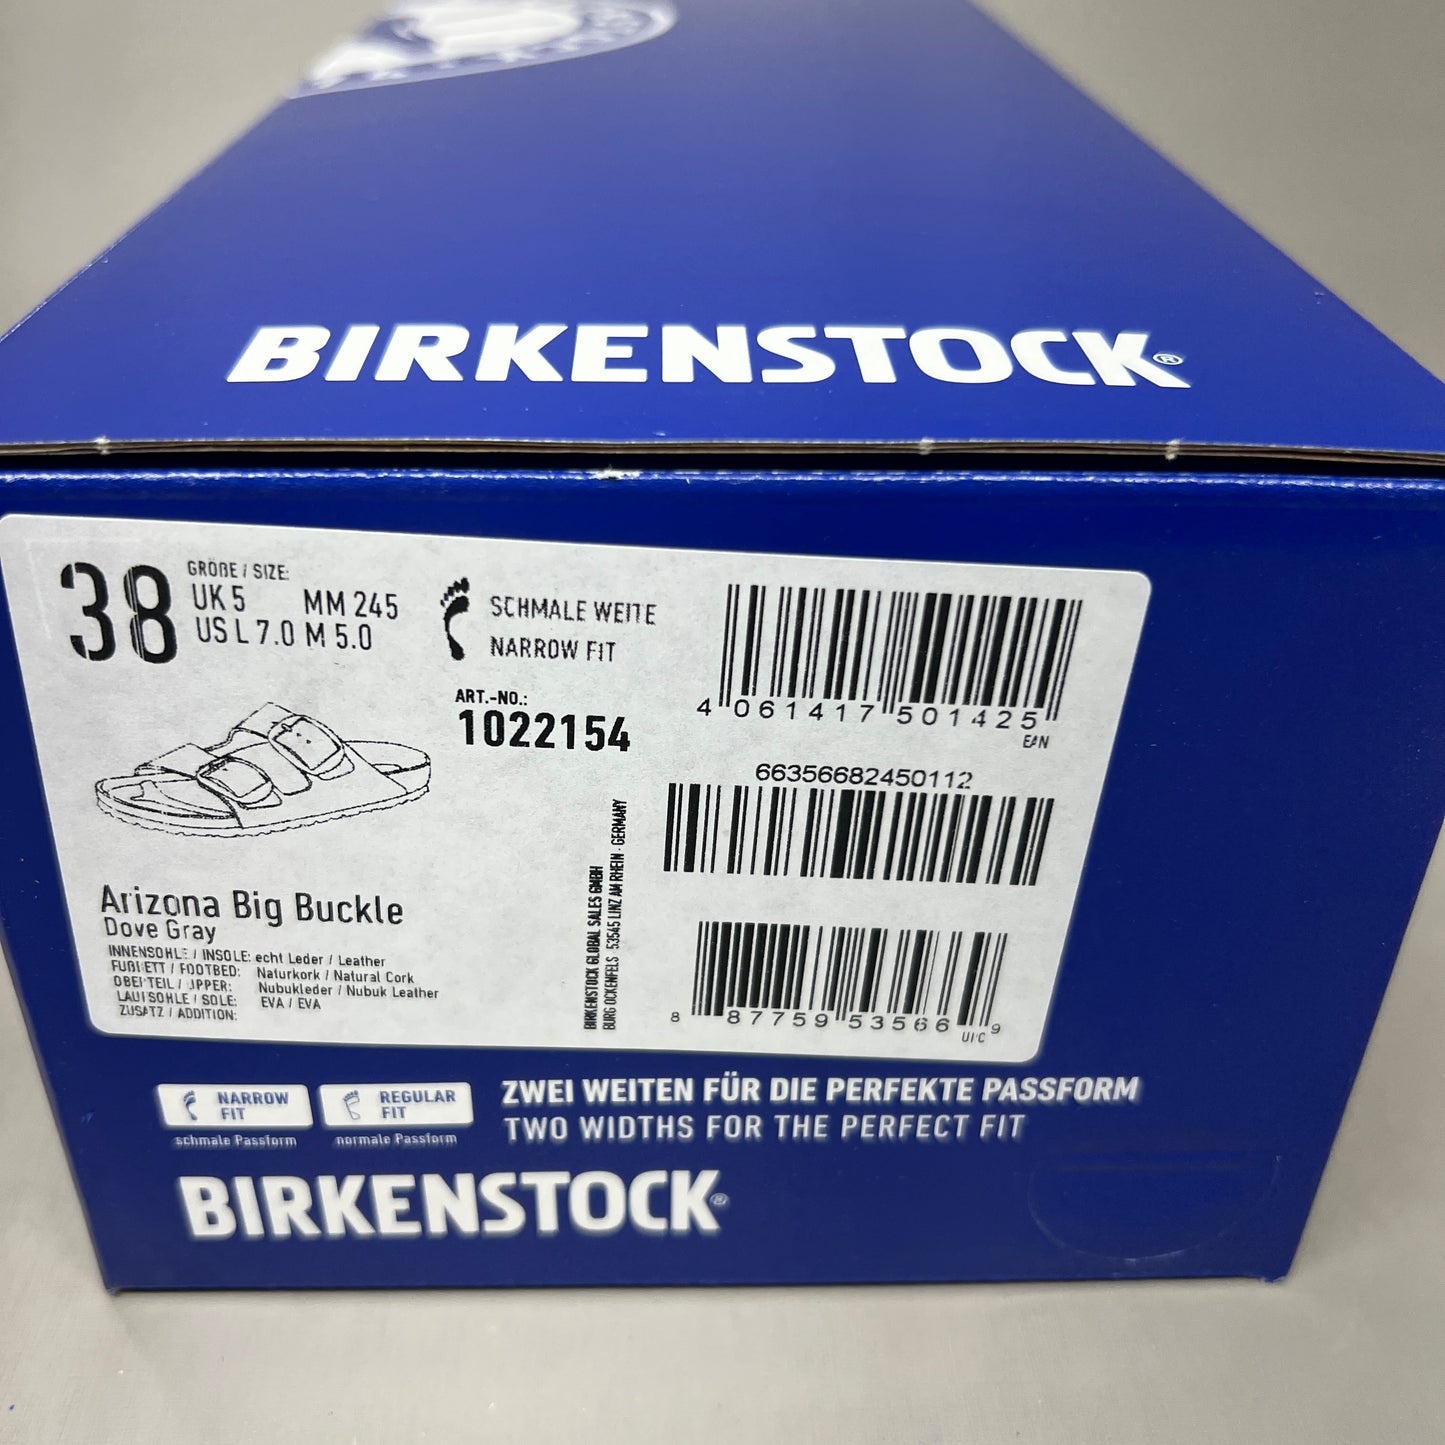 BIRKENSTOCK®
38
GRÖßE / SIZE:
UK 5 MM 245
US L 7.0 M 5.0
SCHMALE WEITE
NARROW FIT
ART.-NO.:
1022154
4 061417 501425
EAN
66356682450112
8 87759 53566 9
UPC
BIRKENSTOCK GLOBAL SALES GMBH
BURG OCKENFELS · 53545 LINZ AM RHEIN · GERMANY
Arizona Big Buckle
Dove Gray
INNENSOHLE / INSOLE: echt Leder / Leather
FUßBETT / FOOTBED: Naturkork / Natural Cork
OBERTEIL / UPPER: Nubukleder / Nubuk Leather
LAUFSOHLE / SOLE: EVA / EVA
ZUSATZ / ADDITION:
NARROW
FIT
schmale Passform
REGULAR
FIT
normale Passform
ZWEI WEITEN FÜR DIE PERFEKTE PASSFORM
TWO WIDTHS FOR THE PERFECT FIT
BIRKENSTOCK®